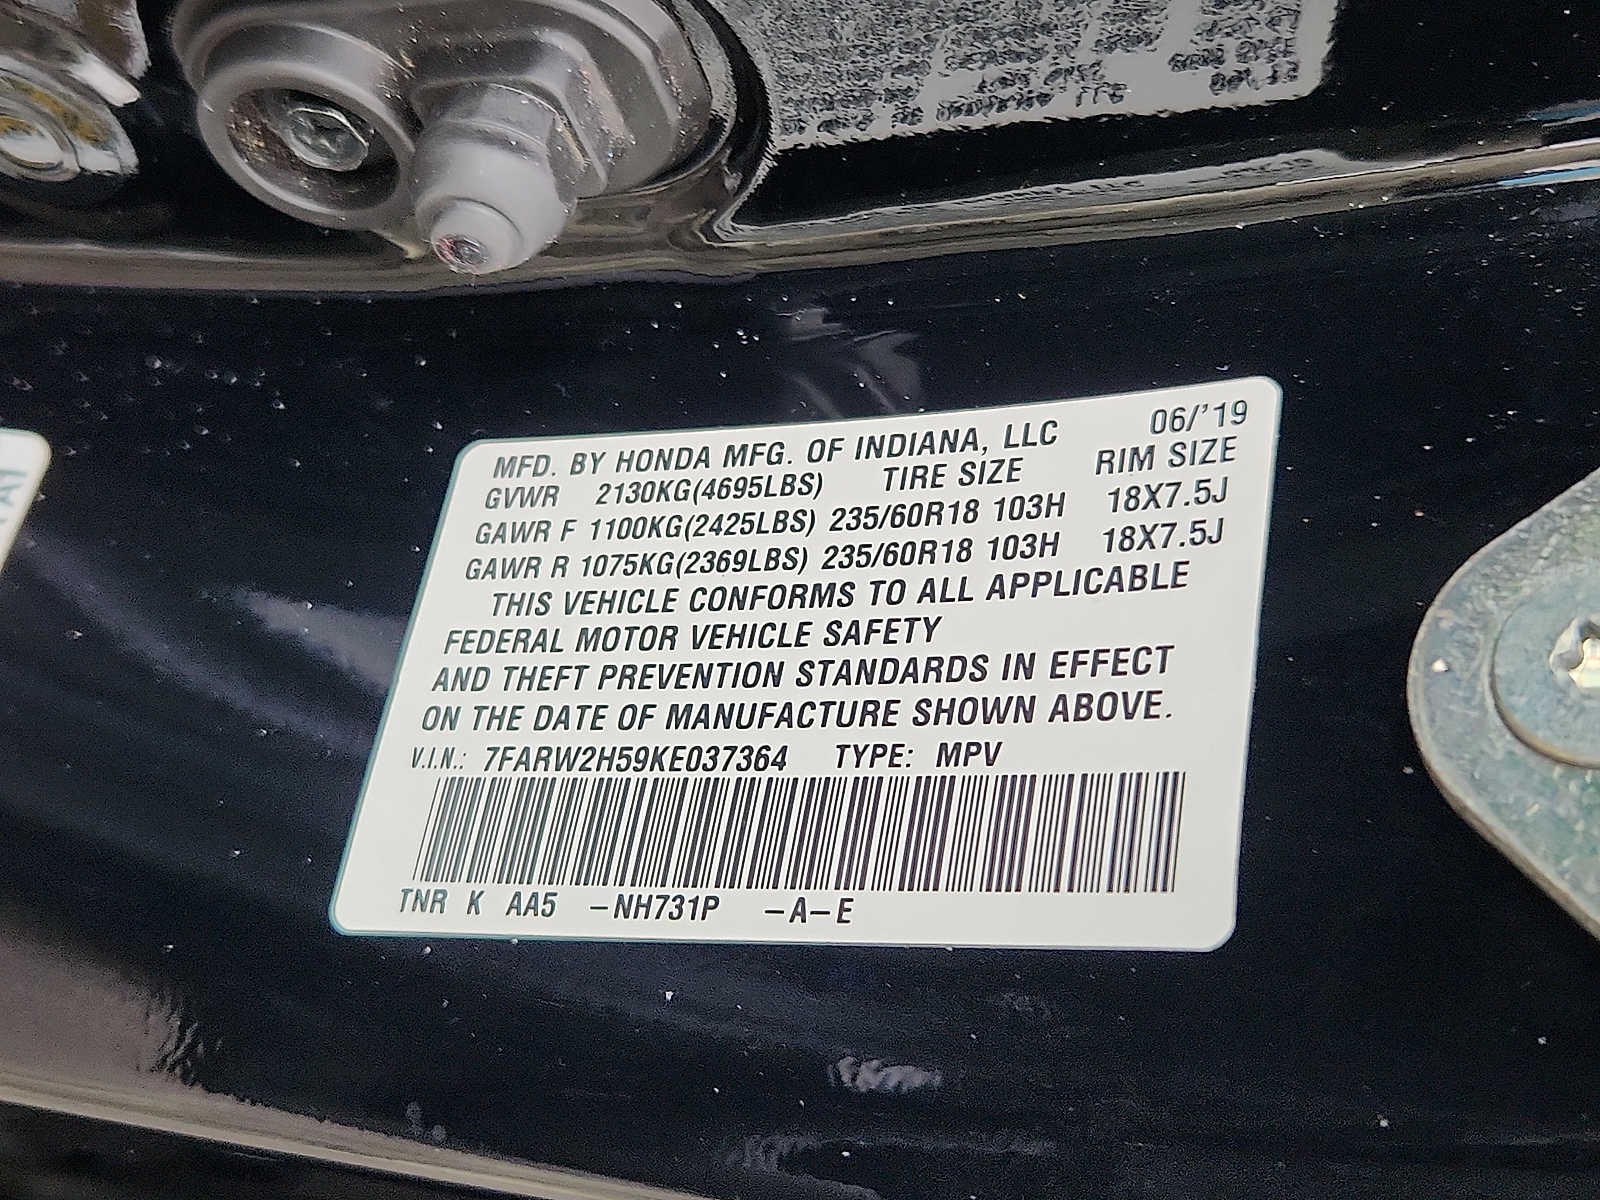 MFD. BY HONDA MFG. OF INDIANA, LLC 06/'19
GVWR 2130KG(4695LBS) TIRE SIZE RIM SIZE
GAWR F 1100KG(2425LBS) 235/60R18 103H 18X7.5J
GAWR R 1075KG(2369LBS) 235/60R18 103H 18X7.5J
THIS VEHICLE CONFORMS TO ALL APPLICABLE
FEDERAL MOTOR VEHICLE SAFETY
AND THEFT PREVENTION STANDARDS IN EFFECT
ON THE DATE OF MANUFACTURE SHOWN ABOVE.
V.I.N.: 7FARW2H59KE037364 TYPE: MPV
TNR K AA5 -NH731P -A-E